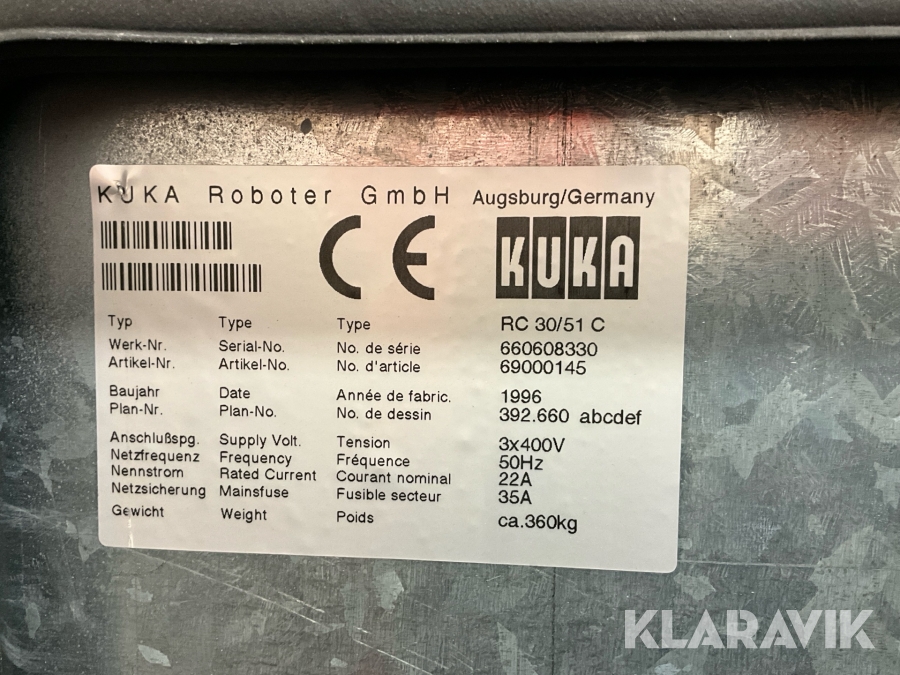 KUKA Roboter GmbH Augsburg/Germany
CE KUKA
Typ Type Type RC 30/51 C
Werk-Nr. Serial-No. No. de série 660608330
Artikel-Nr. Artikel-No. No. d'article 69000145
Baujahr Date Année de fabric. 1996
Plan-Nr. Plan-No. No. de dessin 392.660 abcdef
Anschlußspg. Supply Volt. Tension 3x400V
Netzfrequenz Frequency Fréquence 50Hz
Nennstrom Rated Current Courant nominal 22A
Netzsicherung Mainsfuse Fusible secteur 35A
Gewicht Weight Poids ca.360kg
KLARAVIK